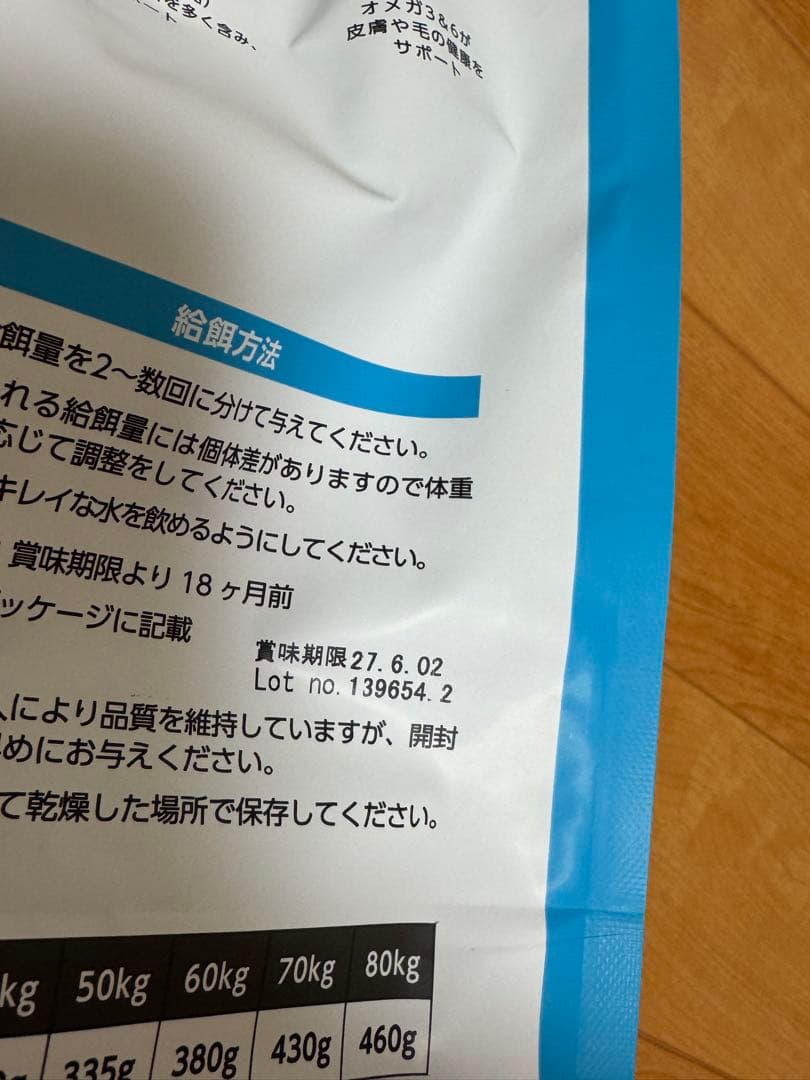 を多く含み、
ート
オメガ3&6が
皮膚や毛の健康を
サポート
給餌方法
餌量を2〜数回に分けて与えてください。
れる給餌量には個体差がありますので体重
応じて調整をしてください。
キレイな水を飲めるようにしてください。
賞味期限より18ヶ月前
パッケージに記載
賞味期限27.6.02
Lot no.139654.2
により品質を維持していますが、開封
めにお与えください。
て乾燥した場所で保存してください。
kg 50kg 60kg 70kg 80kg
335g 380g 430g 460g